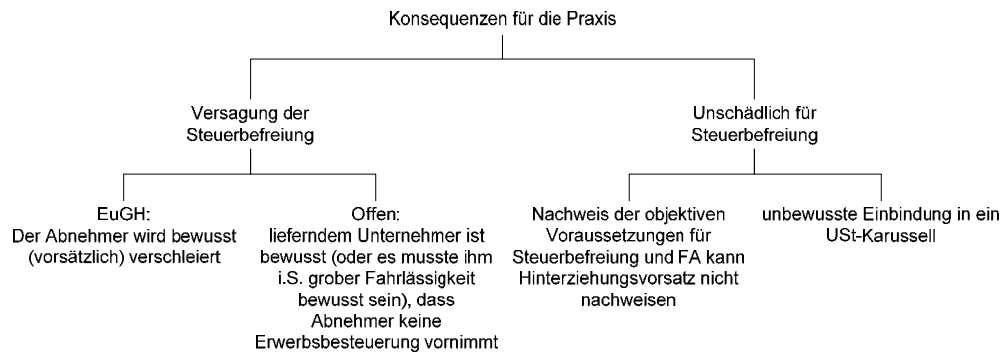 Konsequenzen für die Praxis
Versagung der
Steuerbefreiung
Unschädlich für
Steuerbefreiung
EuGH:
Der Abnehmer wird bewusst
(vorsätzlich) verschleiert
Offen:
lieferndem Unternehmer ist
bewusst (oder es musste ihm
i.S. grober Fahrlässigkeit
bewusst sein), dass
Abnehmer keine
Erwerbsbesteuerung vornimmt
Nachweis der objektiven
Voraussetzungen für
Steuerbefreiung und FA kann
Hinterziehungsvorsatz nicht
nachweisen
unbewusste Einbindung in ein
USt-Karussell